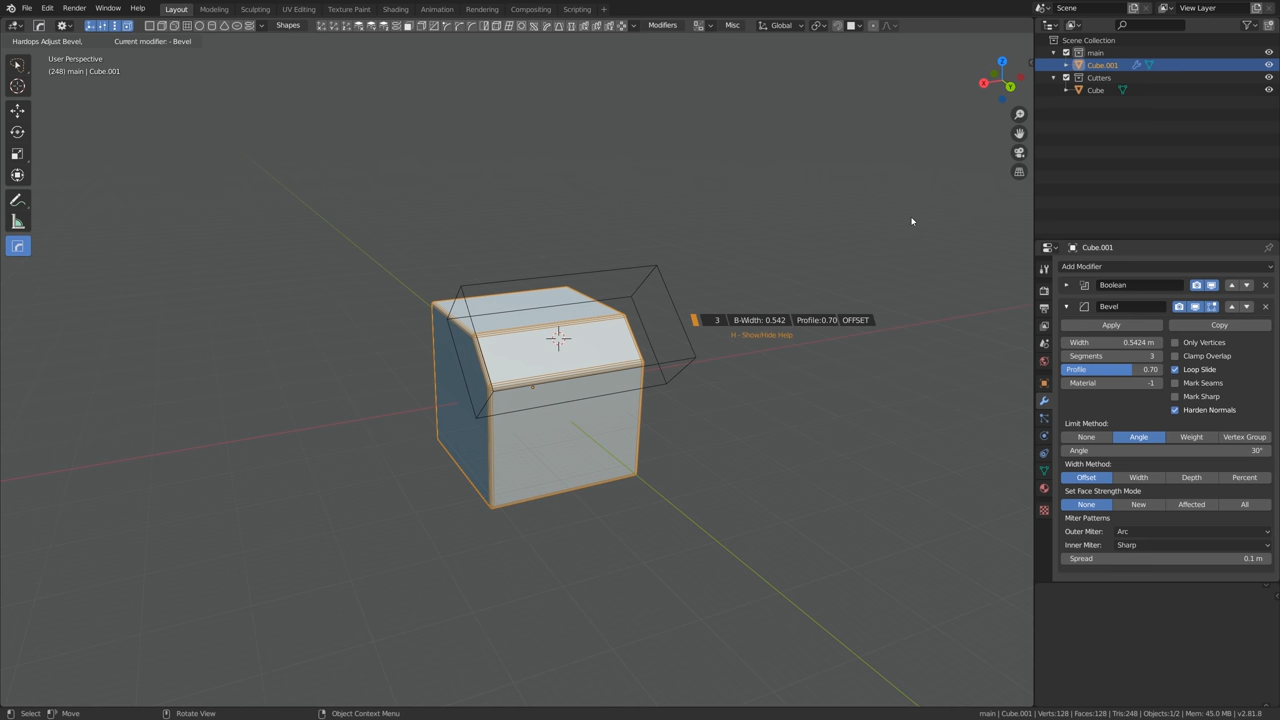 File Edit Render Window Help Layout Modeling Sculpting UV Editing Texture Paint Shading Animation Rendering Compositing Scripting + Scene View Layer
Shapes Modifiers Misc Global
Hardops Adjust Bevel, Current modifier: - Bevel
User Perspective
(248) main | Cube.001
Z
X
Y
Scene Collection
main
Cube.001
Cutters
Cube
3 B-Width: 0.542 Profile:0.70 OFFSET
H - Show/Hide Help
Cube.001
Add Modifier
Boolean
Bevel
Apply Copy
Width 0.5424 m Only Vertices
Segments 3 Clamp Overlap
Profile 0.70 Loop Slide
Material -1 Mark Seams
Mark Sharp
Harden Normals
Limit Method:
None Angle Weight Vertex Group
Angle 30°
Width Method:
Offset Width Depth Percent
Set Face Strength Mode
None New Affected All
Miter Patterns
Outer Miter: Arc
Inner Miter: Sharp
Spread 0.1 m
Select Move Rotate View Object Context Menu main | Cube.001 | Verts:128 | Faces:128 | Tris:248 | Objects:1/2 | Mem: 45.0 MB | v2.81.8